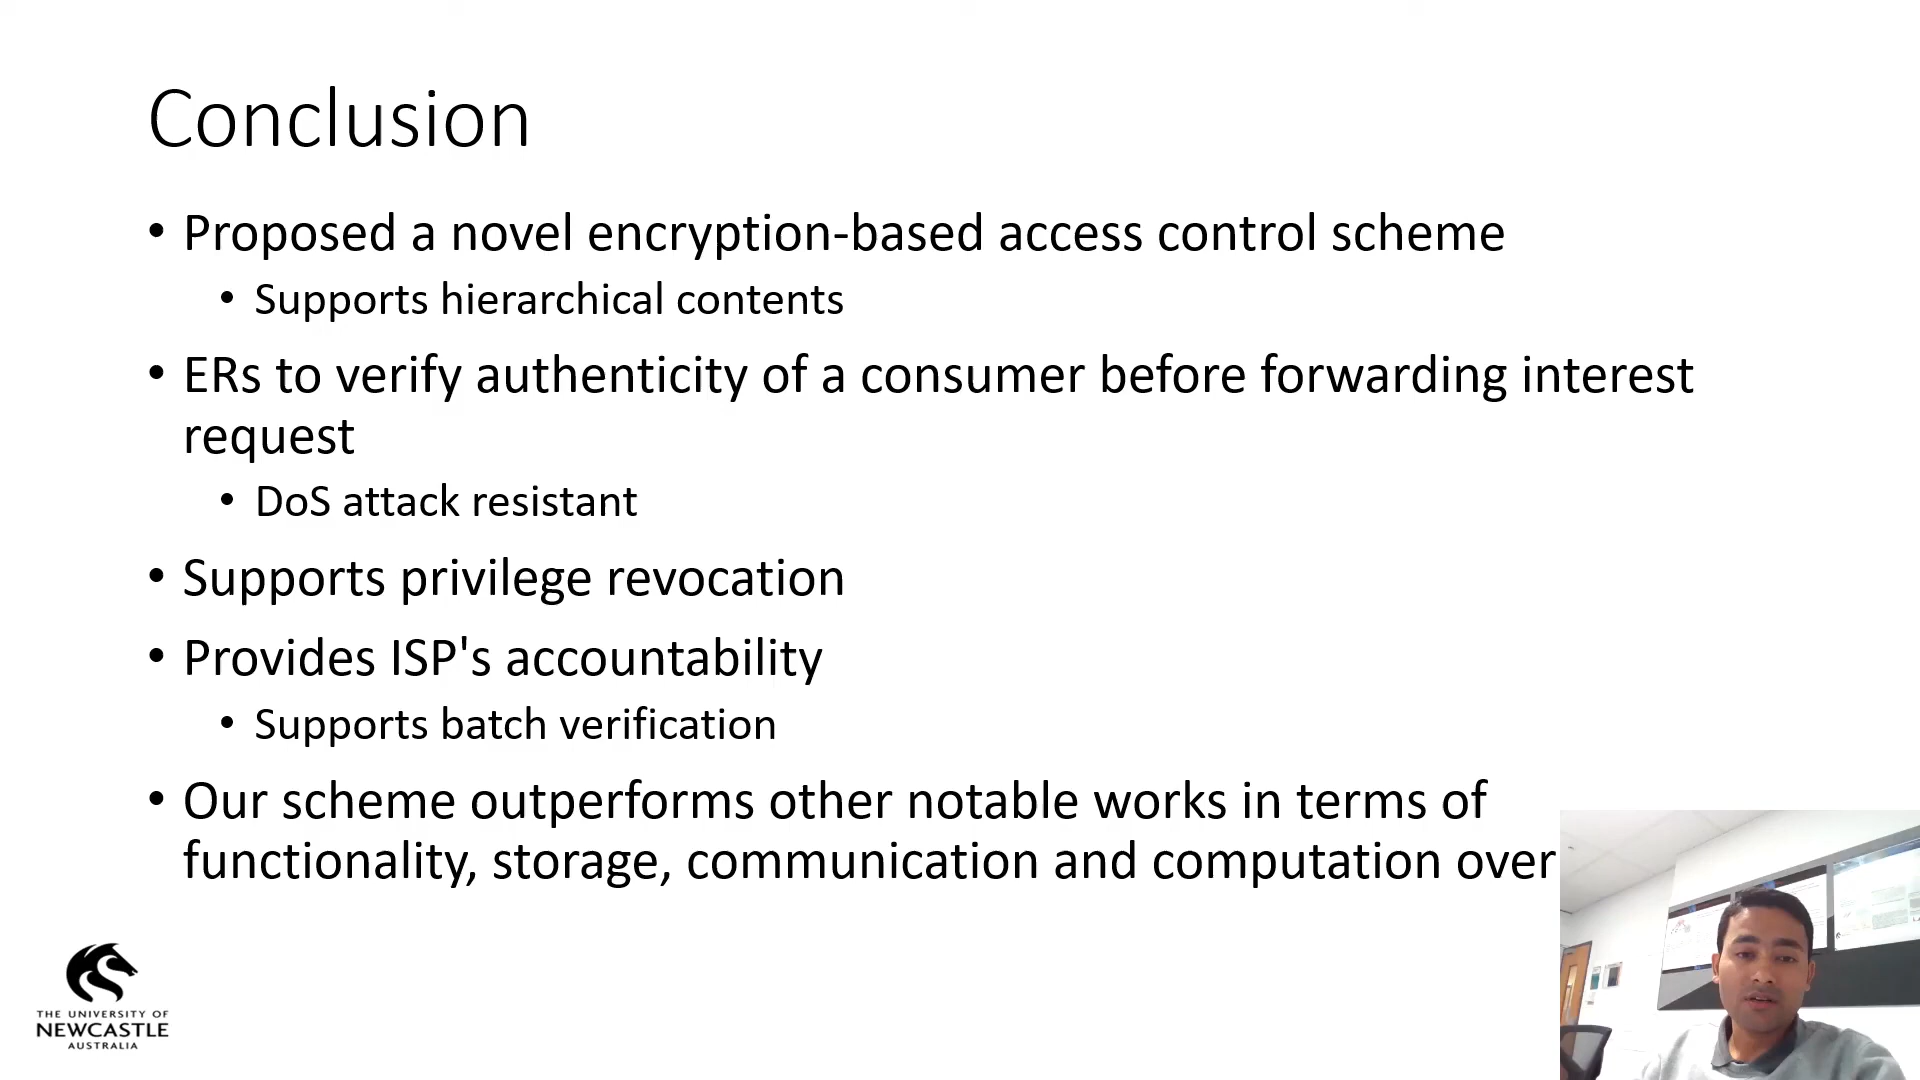 Conclusion
• Proposed a novel encryption-based access control scheme
• Supports hierarchical contents
• ERs to verify authenticity of a consumer before forwarding interest
request
• DoS attack resistant
• Supports privilege revocation
• Provides ISP's accountability
• Supports batch verification
• Our scheme outperforms other notable works in terms of
functionality, storage, communication and computation over
THE UNIVERSITY OF
NEWCASTLE
AUSTRALIA